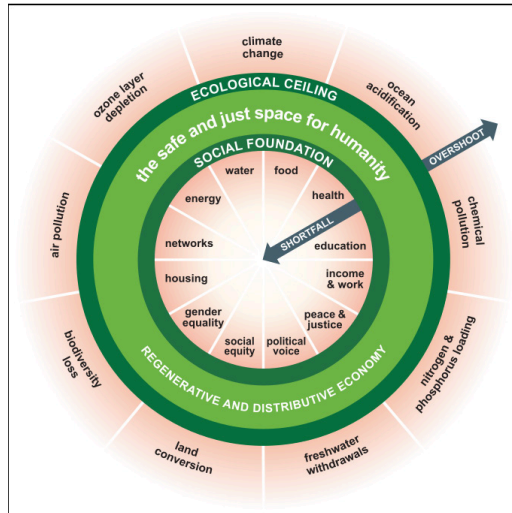 climate
change
ozone layer
depletion
ocean
acidification
ECOLOGICAL CEILING
the safe and just space for humanity
OVERSHOOT
SOCIAL FOUNDATION
water
food
energy
health
SHORTFALL
air pollution
chemical
pollution
networks
education
housing
income
& work
gender
equality
peace &
justice
social
equity
political
voice
biodiversity
loss
nitrogen &
phosphorus loading
REGENERATIVE AND DISTRIBUTIVE ECONOMY
land
conversion
freshwater
withdrawals